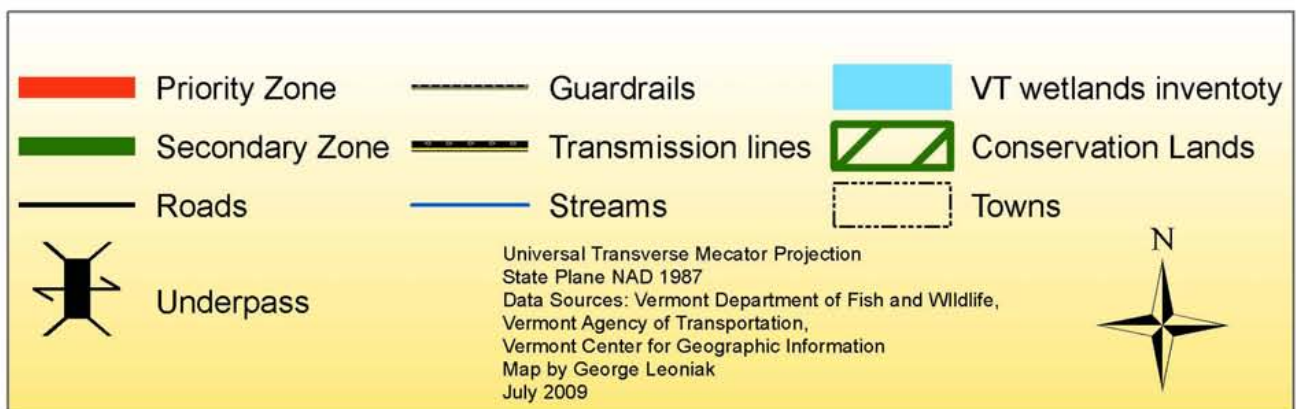 Priority Zone
Guardrails
VT wetlands inventoty
Secondary Zone
Transmission lines
Conservation Lands
Roads
Streams
Towns
Underpass
Universal Transverse Mecator Projection
State Plane NAD 1987
Data Sources: Vermont Department of Fish and WIldlife,
Vermont Agency of Transportation,
Vermont Center for Geographic Information
Map by George Leoniak
July 2009
N